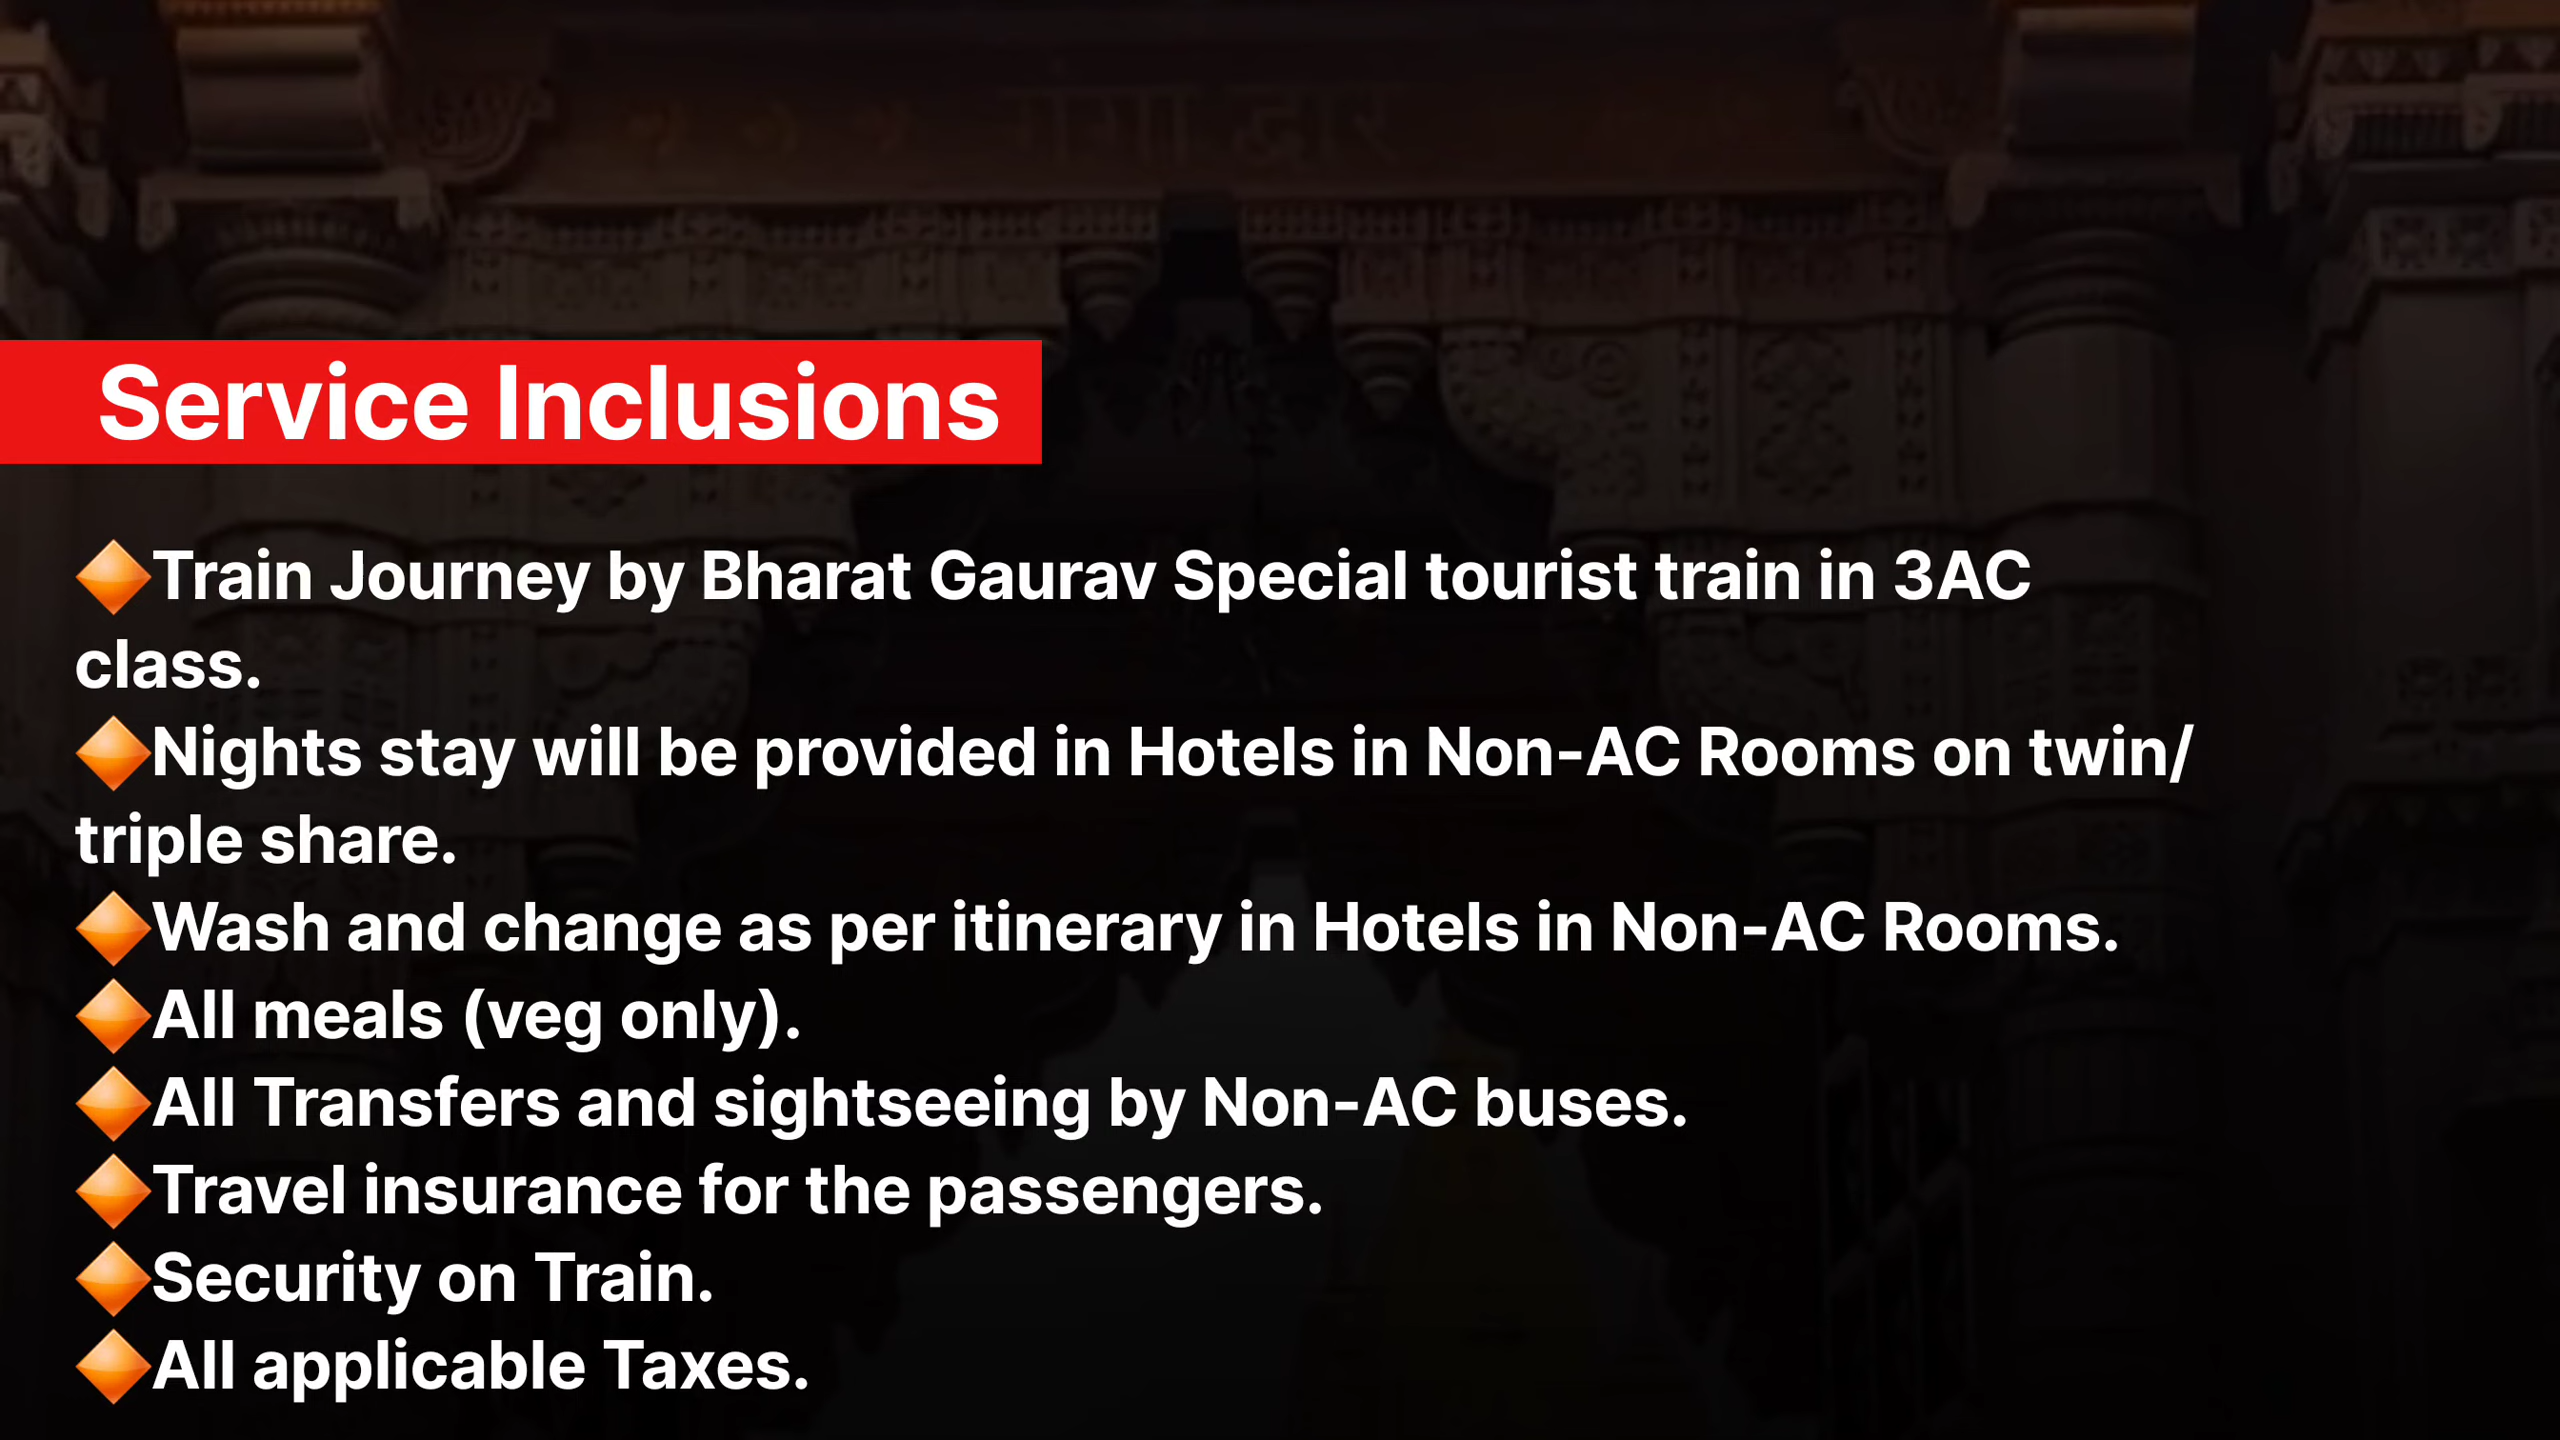 गंगा द्वार
Service Inclusions
🔶Train Journey by Bharat Gaurav Special tourist train in 3AC
class.
🔶Nights stay will be provided in Hotels in Non-AC Rooms on twin/
triple share.
🔶Wash and change as per itinerary in Hotels in Non-AC Rooms.
🔶All meals (veg only).
🔶All Transfers and sightseeing by Non-AC buses.
🔶Travel insurance for the passengers.
🔶Security on Train.
🔶All applicable Taxes.